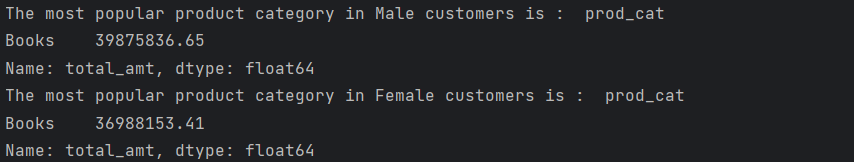 The most popular product category in Male customers is :  prod_cat
Books    39875836.65
Name: total_amt, dtype: float64
The most popular product category in Female customers is :  prod_cat
Books    36988153.41
Name: total_amt, dtype: float64